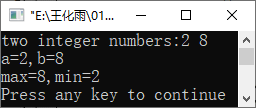 "E:\王化雨\01...
two integer numbers:2 8
a=2,b=8
max=8,min=2
Press any key to continue